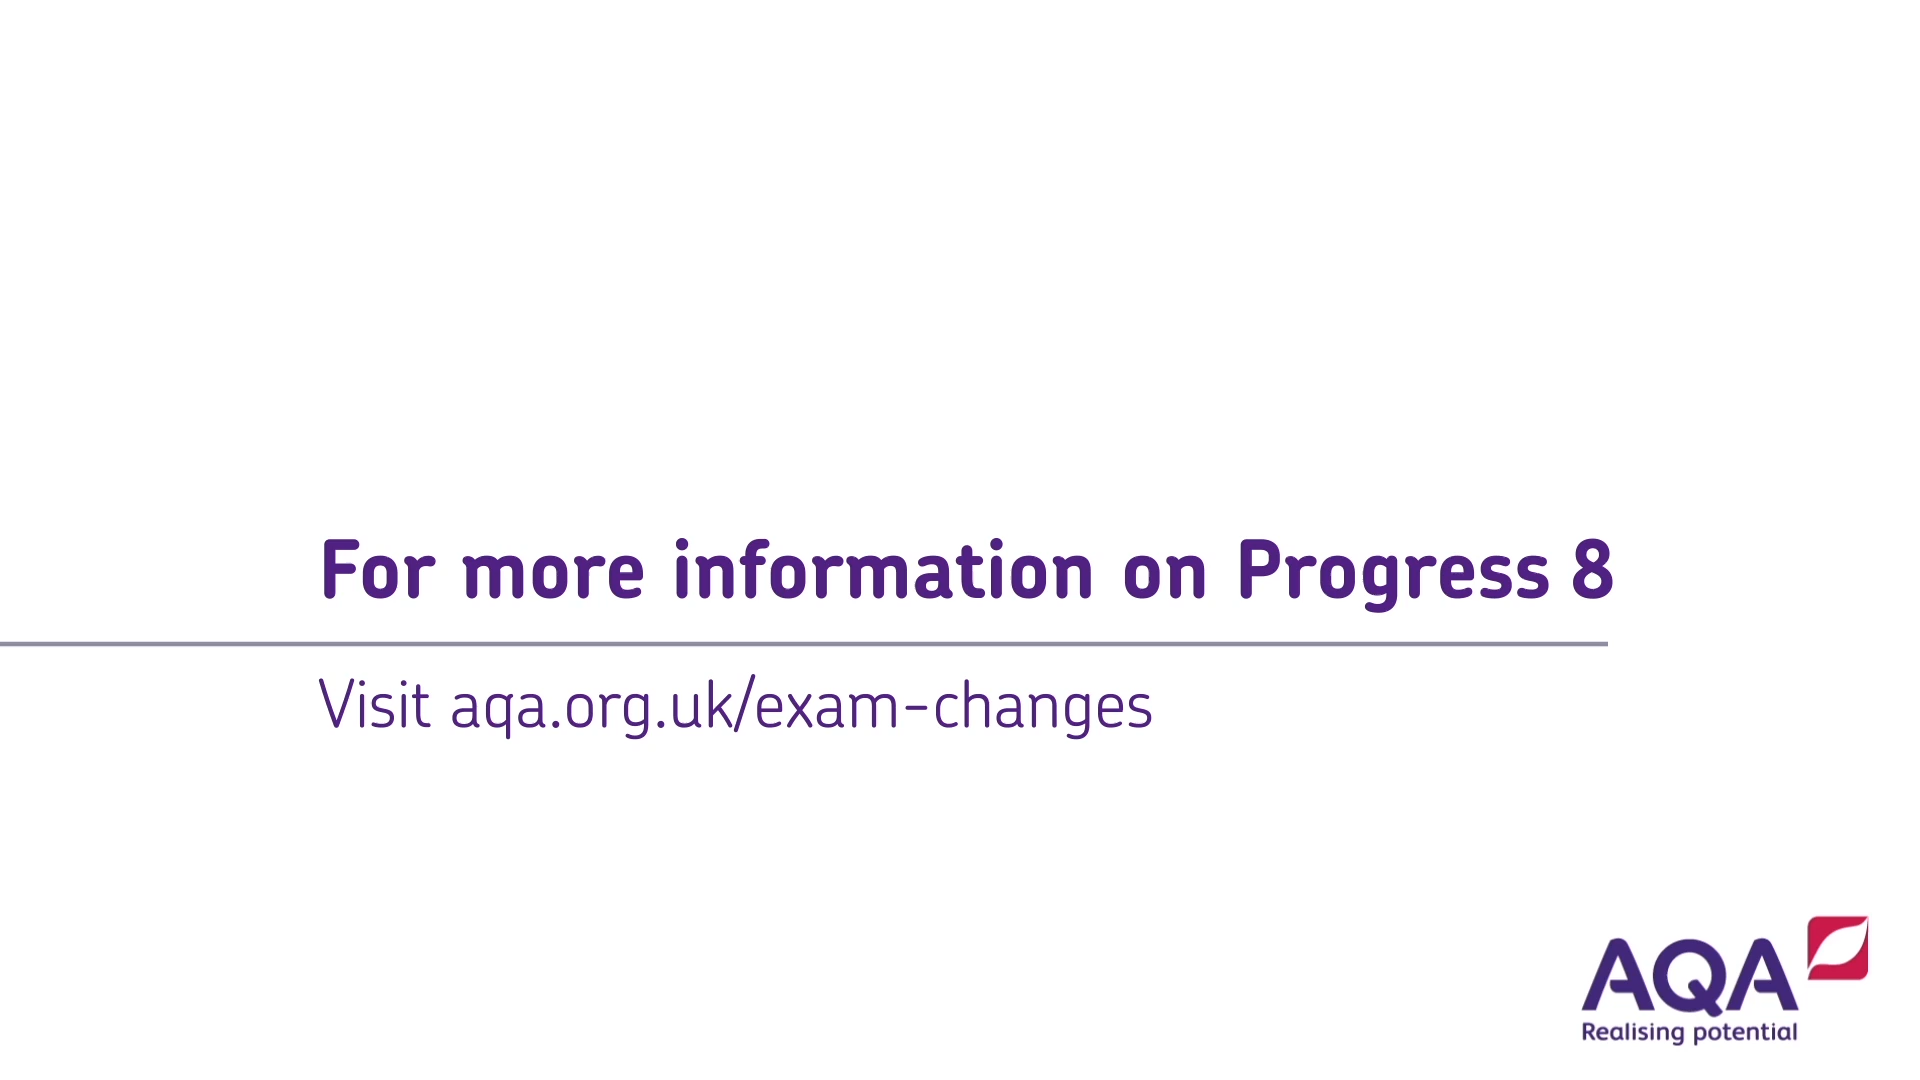 For more information on Progress 8
Visit aqa.org.uk/exam-changes
AQA
Realising potential